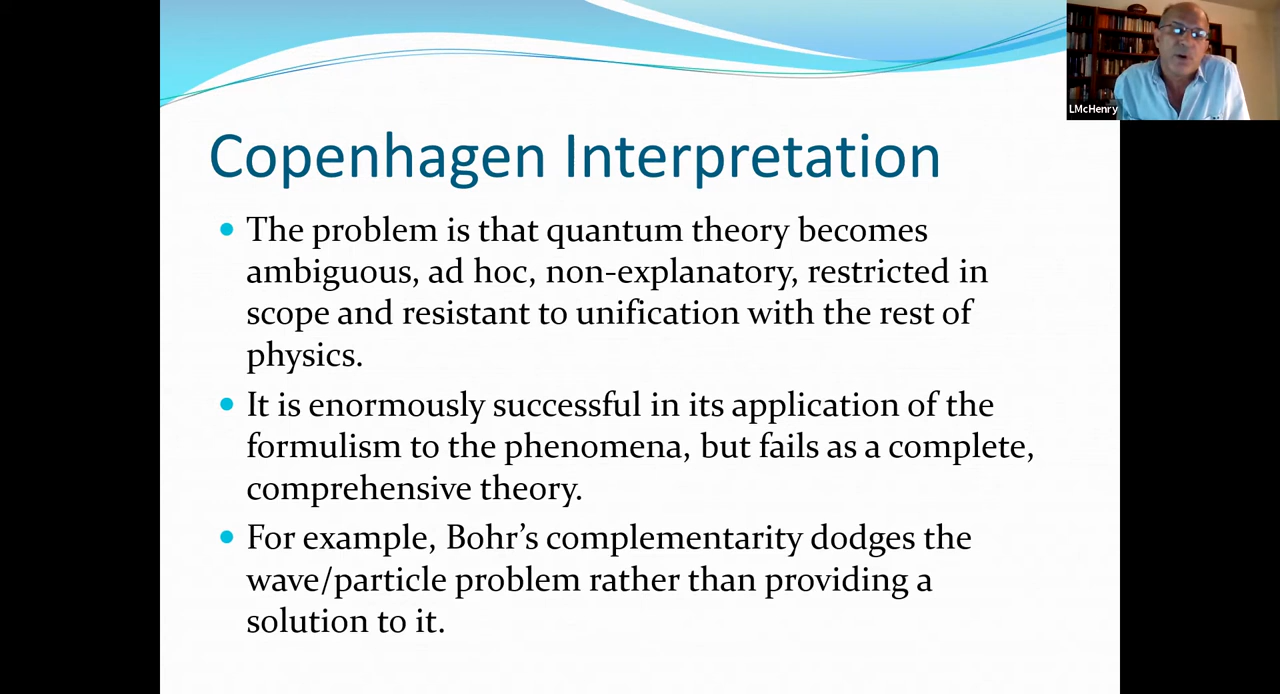 LMcHenry
Copenhagen Interpretation
• The problem is that quantum theory becomes
ambiguous, ad hoc, non-explanatory, restricted in
scope and resistant to unification with the rest of
physics.
• It is enormously successful in its application of the
formulism to the phenomena, but fails as a complete,
comprehensive theory.
• For example, Bohr’s complementarity dodges the
wave/particle problem rather than providing a
solution to it.